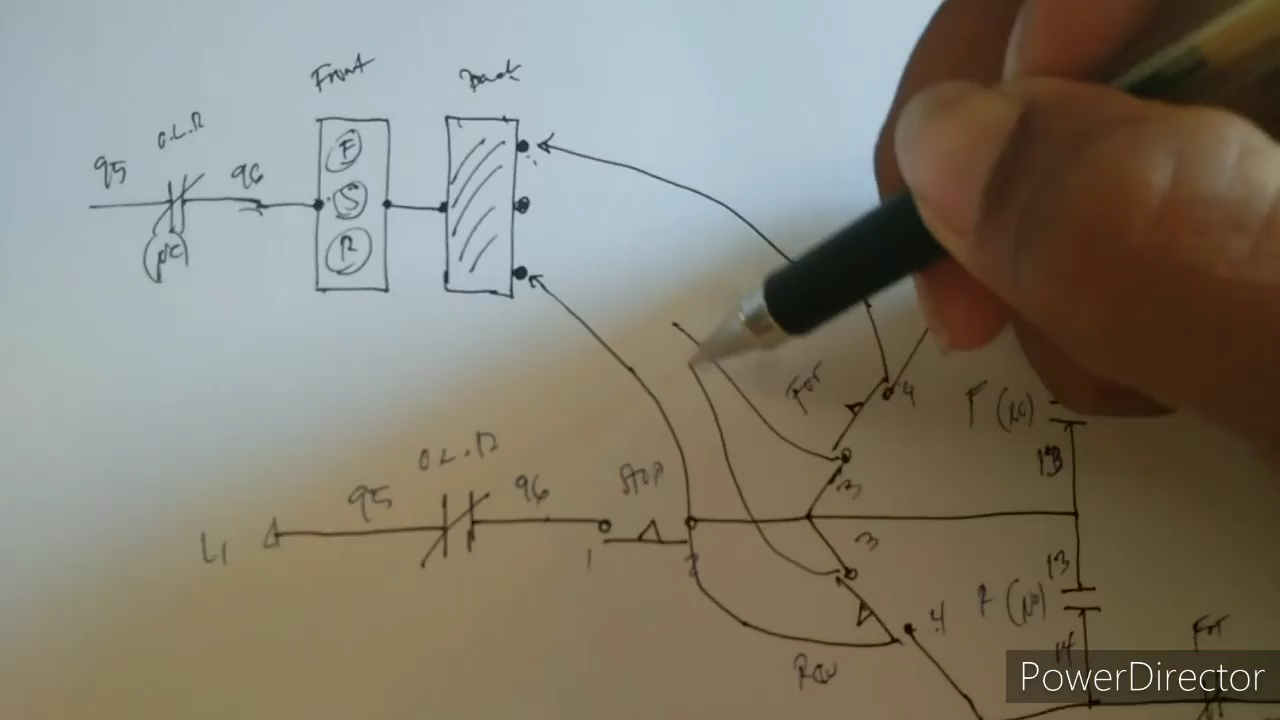 Front
Back
O.L.R
95
96
F
S
R
(NC)
For
4
F (NO)
13
3
O.L.R
95
96
STOP
L1
1
2
3
13
R (NO)
14
4
Rev
For
PowerDirector